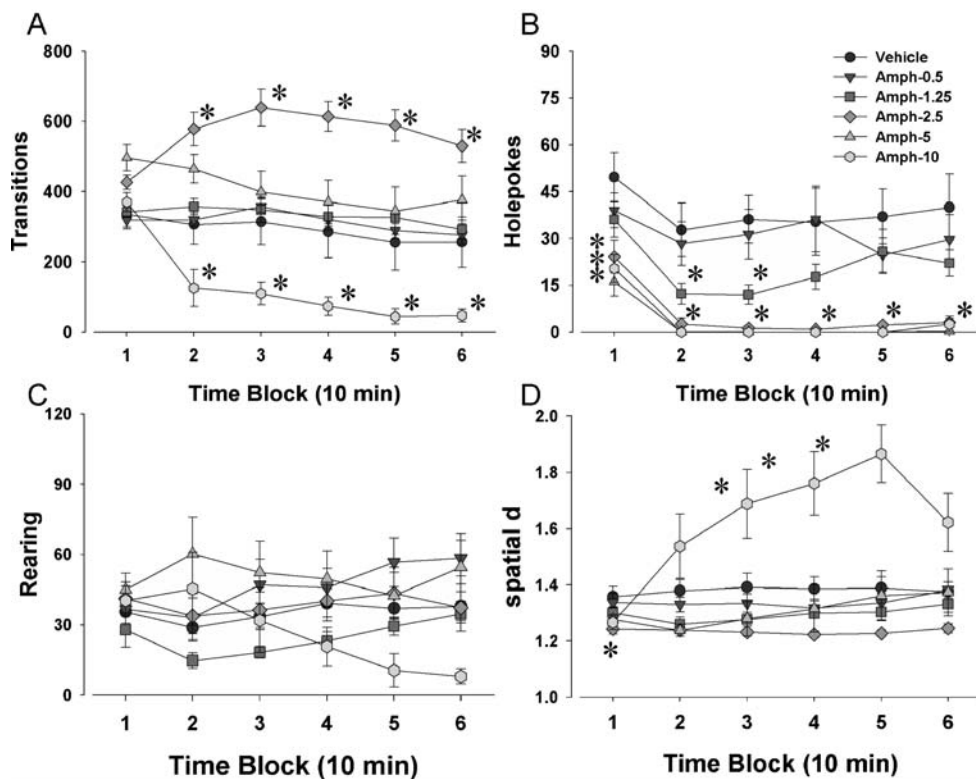 A
800
600
400
200
0
Transitions
* * * * *
* * * * *
1 2 3 4 5 6
Time Block (10 min)
B
90
75
60
45
30
15
0
Holepokes
Vehicle
Amph-0.5
Amph-1.25
Amph-2.5
Amph-5
Amph-10
*
*
*
* *
* * * * *
1 2 3 4 5 6
Time Block (10 min)
C
120
90
60
30
0
Rearing
1 2 3 4 5 6
Time Block (10 min)
D
2.0
1.8
1.6
1.4
1.2
1.0
spatial d
* * *
*
1 2 3 4 5 6
Time Block (10 min)